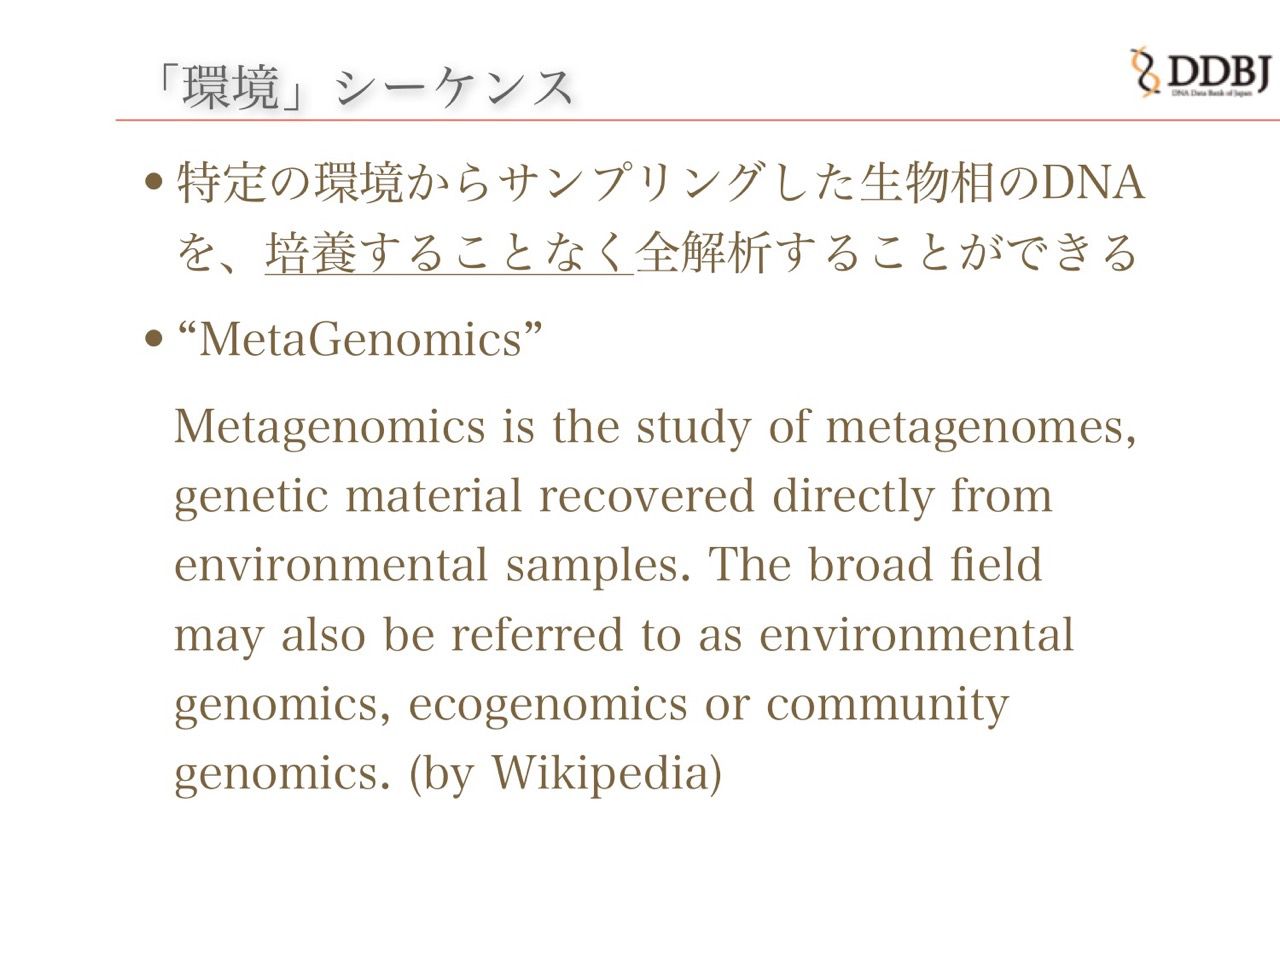 「環境」シーケンス
DDBJ
DNA Data Bank of Japan
• 特定の環境からサンプリングした生物相のDNA
を、培養することなく全解析することができる
• “MetaGenomics”
Metagenomics is the study of metagenomes,
genetic material recovered directly from
environmental samples. The broad field
may also be referred to as environmental
genomics, ecogenomics or community
genomics. (by Wikipedia)